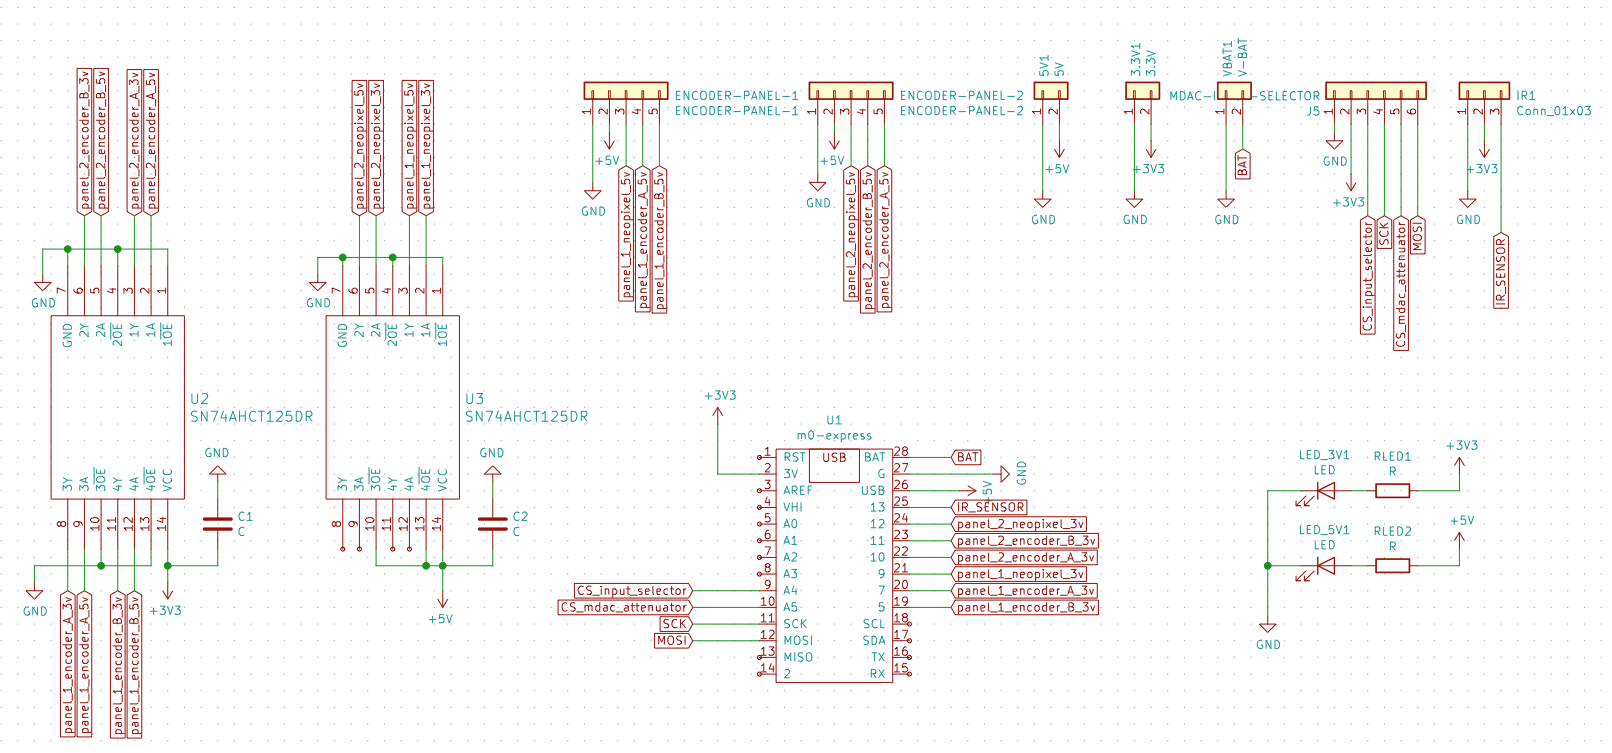 panel_2_encoder_B_3v
panel_2_encoder_B_5v
panel_2_encoder_A_3v
panel_2_encoder_A_5v
GND
7
6
5
4
3
2
1
GND
2Y
2A
2OE
1Y
1A
1OE
U2
SN74AHCT125DR
3Y
3A
3OE
4Y
4A
4OE
VCC
8
9
10
11
12
13
14
GND
C1
C
GND
+3V3
panel_1_encoder_A_3v
panel_1_encoder_A_5v
panel_1_encoder_B_3v
panel_1_encoder_B_5v
panel_2_neopixel_5v
panel_2_neopixel_3v
panel_1_neopixel_5v
panel_1_neopixel_3v
GND
7
6
5
4
3
2
1
GND
2Y
2A
2OE
1Y
1A
1OE
U3
SN74AHCT125DR
3Y
3A
3OE
4Y
4A
4OE
VCC
8
9
10
11
12
13
14
GND
C2
C
+5V
ENCODER-PANEL-1
ENCODER-PANEL-1
1
2
3
4
5
+5V
GND
panel_1_neopixel_5v
panel_1_encoder_A_5v
panel_1_encoder_B_5v
ENCODER-PANEL-2
ENCODER-PANEL-2
1
2
3
4
5
+5V
GND
panel_2_neopixel_5v
panel_2_encoder_B_5v
panel_2_encoder_A_5v
5V1
5V
1
2
+5V
GND
3.3V1
3.3V
1
2
+3V3
GND
VBAT1
V-BAT
1
2
BAT
GND
MDAC-I
-SELECTOR
J5
1
2
3
4
5
6
GND
+3V3
CS_input_selector
SCK
CS_mdac_attenuator
MOSI
IR1
Conn_01x03
1
2
3
+3V3
GND
IR_SENSOR
+3V3
U1
m0-express
USB
1 RST
2 3V
3 AREF
4 VHI
5 A0
6 A1
7 A2
8 A3
CS_input_selector 9 A4
CS_mdac_attenuator 10 A5
SCK 11 SCK
MOSI 12 MOSI
13 MISO
14 2
BAT 28 BAT
G 27 GND
USB 26 +5V
13 25 IR_SENSOR
12 24 panel_2_neopixel_3v
11 23 panel_2_encoder_B_3v
10 22 panel_2_encoder_A_3v
9 21 panel_1_neopixel_3v
7 20 panel_1_encoder_A_3v
5 19 panel_1_encoder_B_3v
SCL 18
SDA 17
TX 16
RX 15
LED_3V1
LED
RLED1
R
+3V3
LED_5V1
LED
RLED2
R
+5V
GND